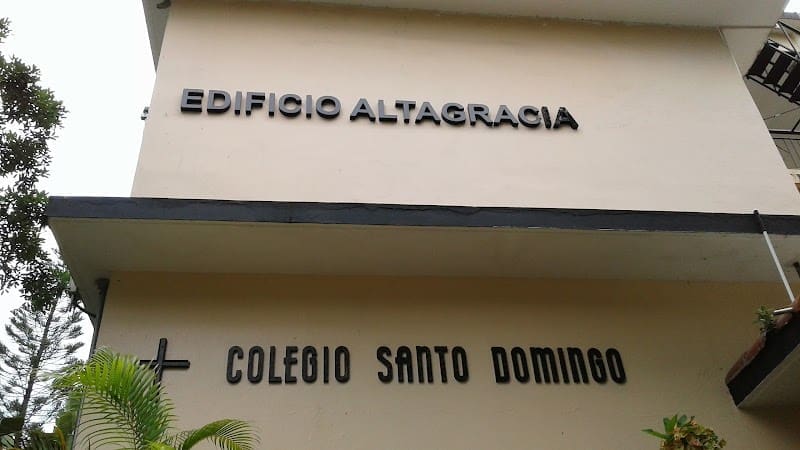 EDIFICIO ALTAGRACIA
COLEGIO SANTO DOMINGO